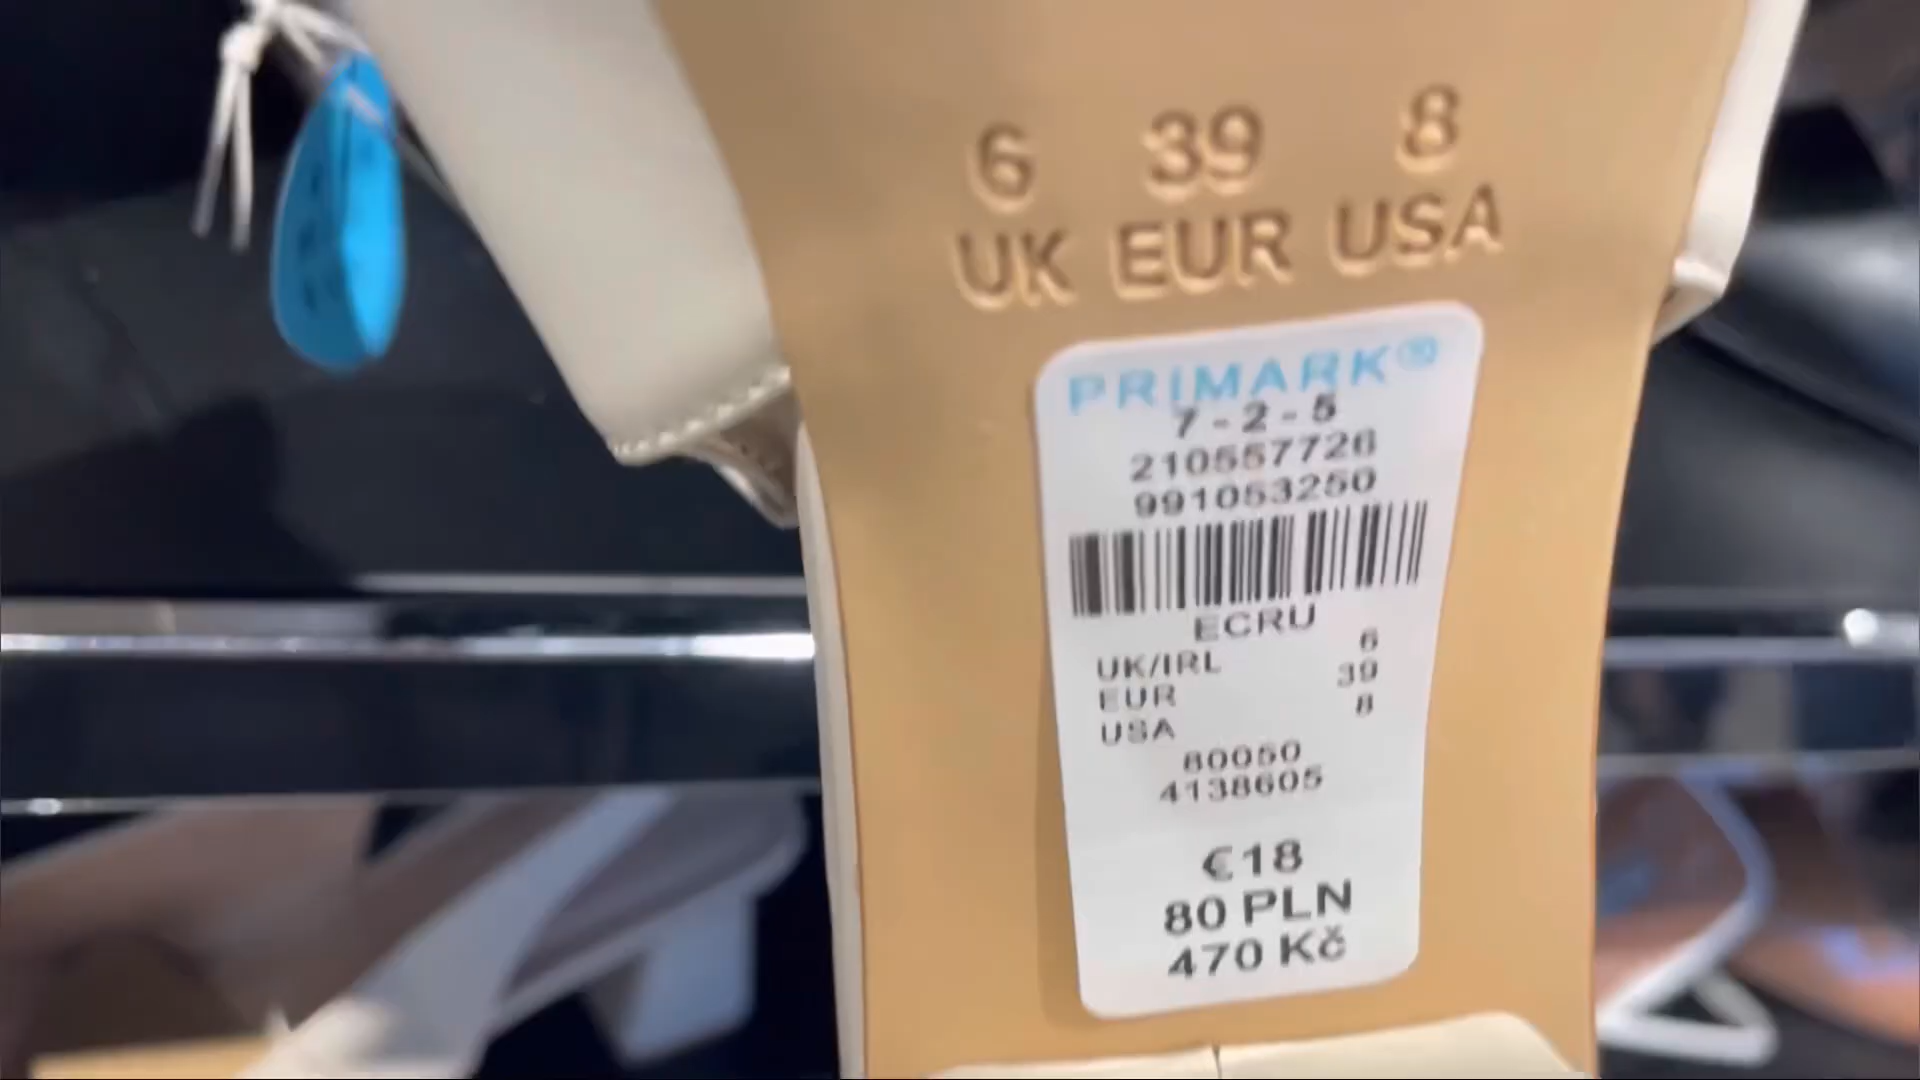 6 39 8
UK EUR USA
PRIMARK®
7-2-5
210557726
991053250
ECRU
UK/IRL 6
EUR 39
USA 8
80050
4138605
€18
80 PLN
470 Kč